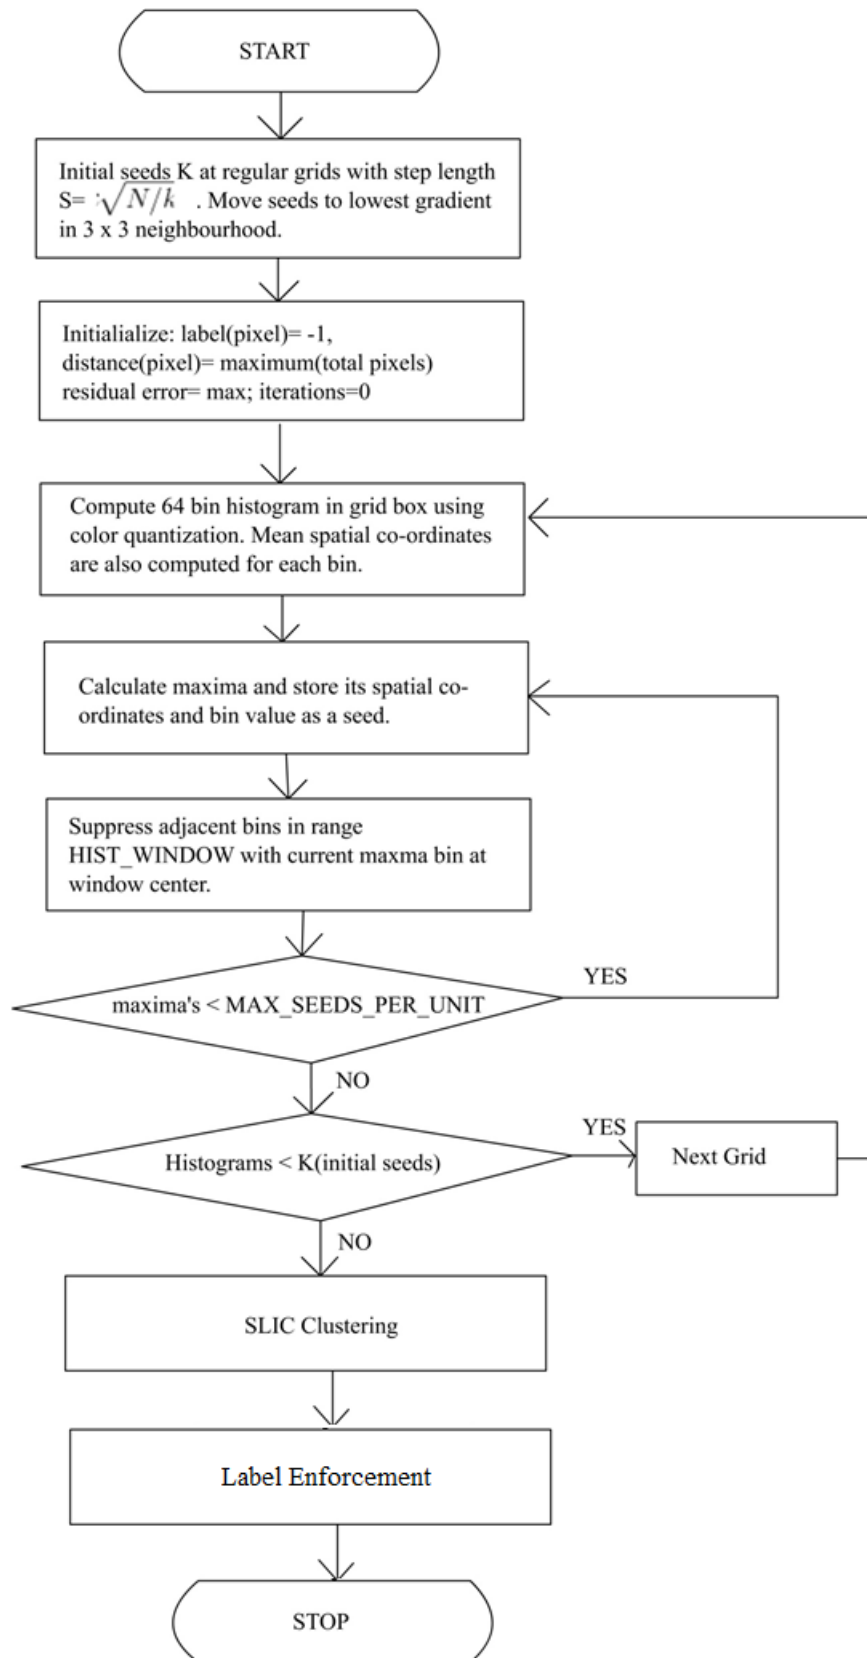 START
Initial seeds K at regular grids with step length
S= √N/k . Move seeds to lowest gradient
in 3 x 3 neighbourhood.
Initialialize: label(pixel)= -1,
distance(pixel)= maximum(total pixels)
residual error= max; iterations=0
Compute 64 bin histogram in grid box using
color quantization. Mean spatial co-ordinates
are also computed for each bin.
Calculate maxima and store its spatial co-
ordinates and bin value as a seed.
Suppress adjacent bins in range
HIST_WINDOW with current maxma bin at
window center.
maxima's < MAX_SEEDS_PER_UNIT
YES
NO
Histograms < K(initial seeds)
YES
Next Grid
NO
SLIC Clustering
Label Enforcement
STOP